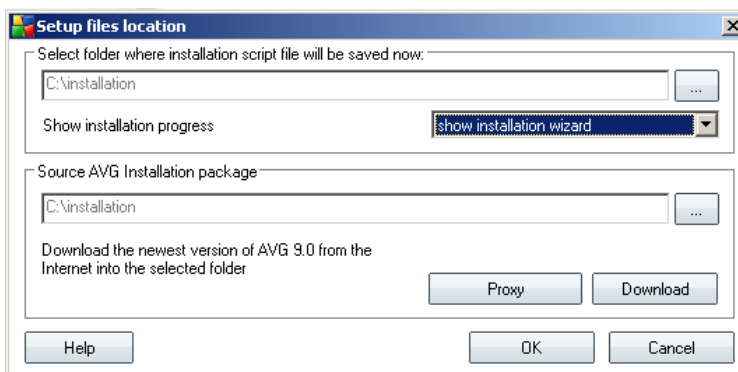 Setup files location
Select folder where installation script file will be saved now:
C:\installation
...
Show installation progress
show installation wizard
Source AVG Installation package
C:\installation
...
Download the newest version of AVG 9.0 from the
Internet into the selected folder
Proxy
Download
Help
OK
Cancel